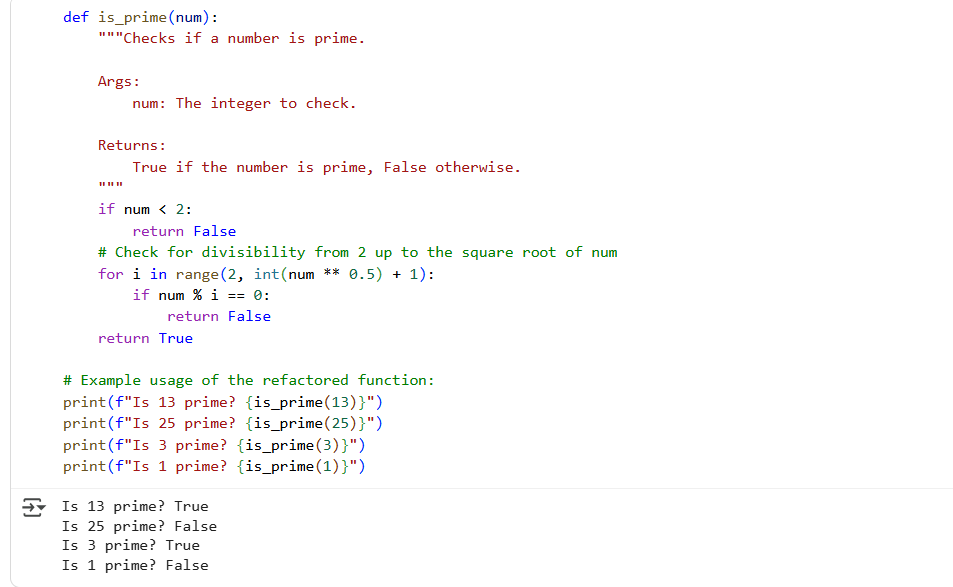 def is_prime(num):
    """Checks if a number is prime.

    Args:
        num: The integer to check.

    Returns:
        True if the number is prime, False otherwise.
    """
    if num < 2:
        return False
    # Check for divisibility from 2 up to the square root of num
    for i in range(2, int(num ** 0.5) + 1):
        if num % i == 0:
            return False
    return True

# Example usage of the refactored function:
print(f"Is 13 prime? {is_prime(13)}")
print(f"Is 25 prime? {is_prime(25)}")
print(f"Is 3 prime? {is_prime(3)}")
print(f"Is 1 prime? {is_prime(1)}")
Is 13 prime? True
Is 25 prime? False
Is 3 prime? True
Is 1 prime? False